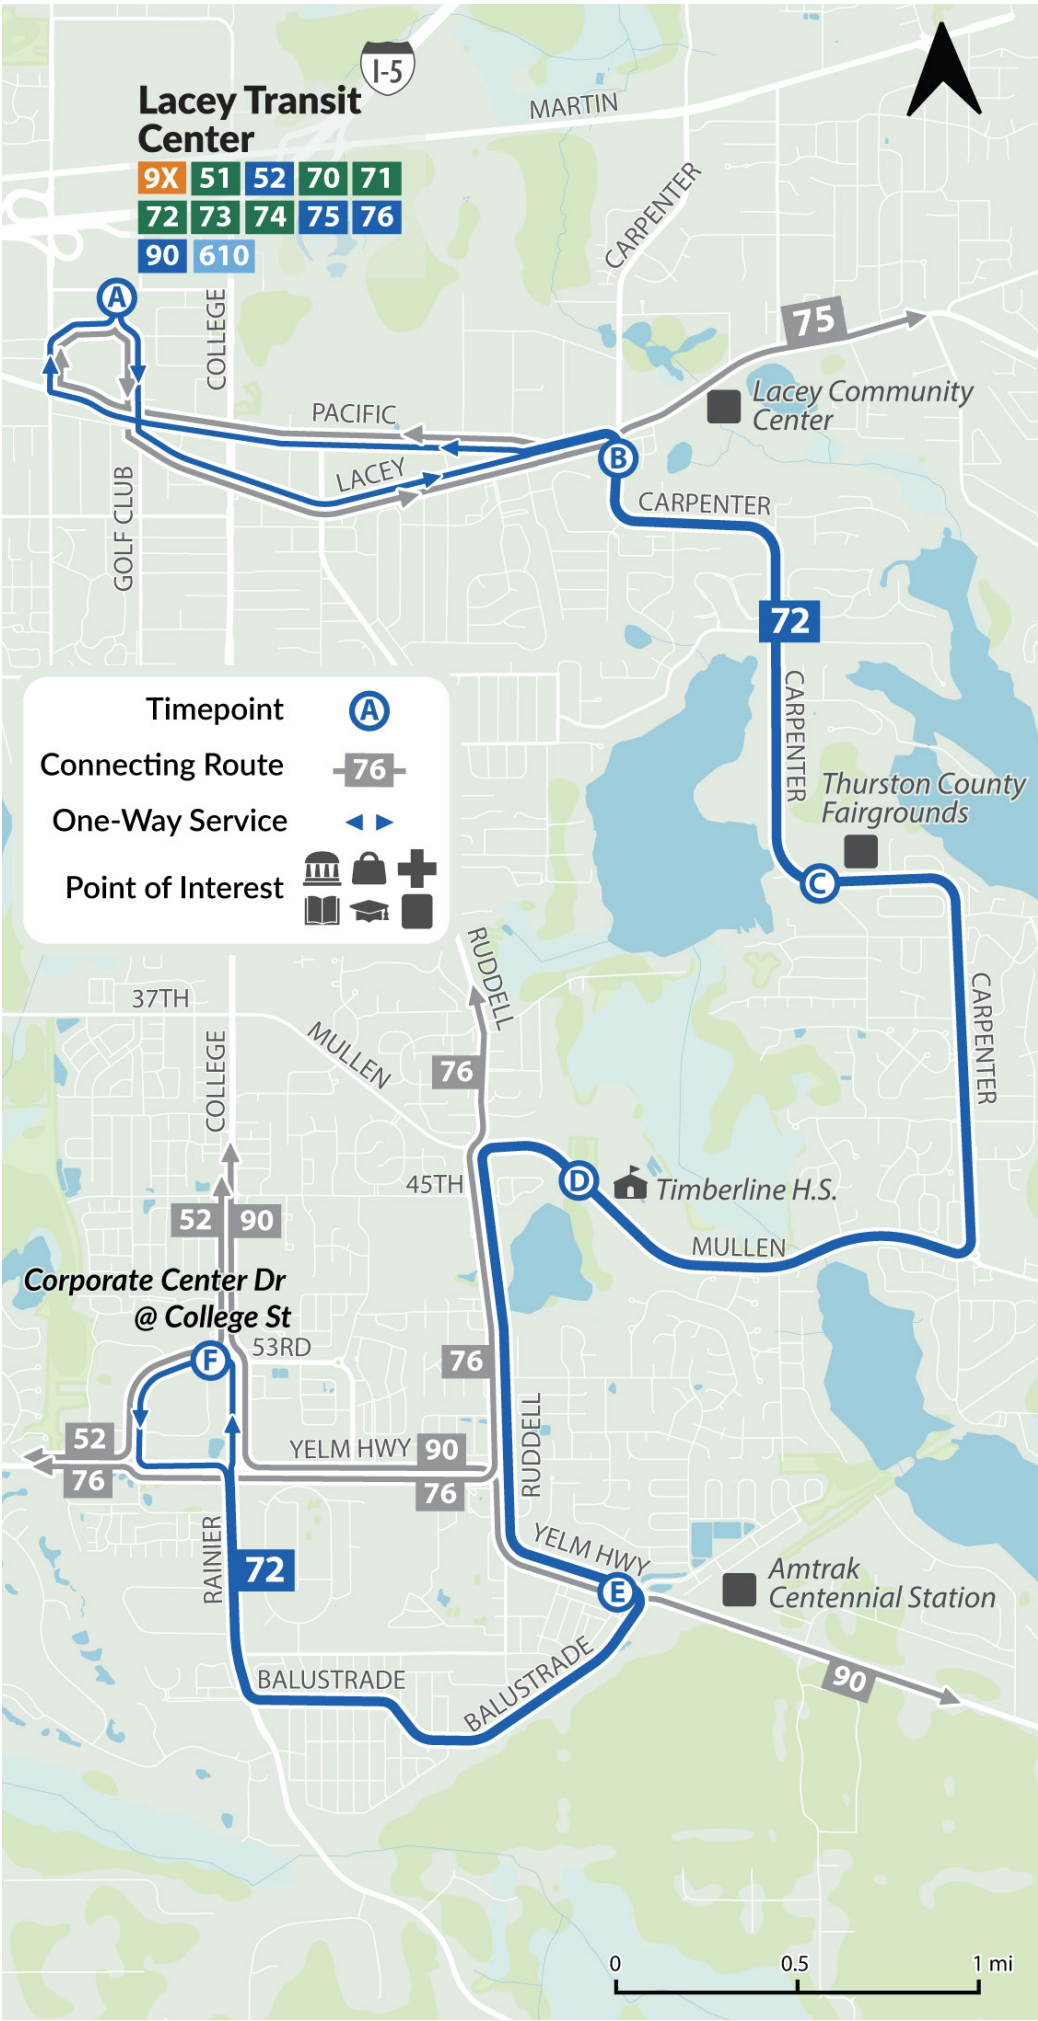 I-5
MARTIN
Lacey Transit
Center
9X 51 52 70 71
72 73 74 75 76
90 610
CARPENTER
A
COLLEGE
75
Lacey Community
Center
PACIFIC
LACEY
B
CARPENTER
GOLF CLUB
72
CARPENTER
Timepoint A
Connecting Route 76
One-Way Service
Point of Interest
Thurston County
Fairgrounds
C
RUDDELL
37TH
MULLEN
COLLEGE
CARPENTER
76
45TH
D
Timberline H.S.
52 90
MULLEN
Corporate Center Dr
@ College St
F
53RD
76
RUDDELL
52
YELM HWY
90
76
76
RAINIER
72
YELM HWY
E
Amtrak
Centennial Station
BALUSTRADE
BALUSTRADE
90
0 0.5 1 mi